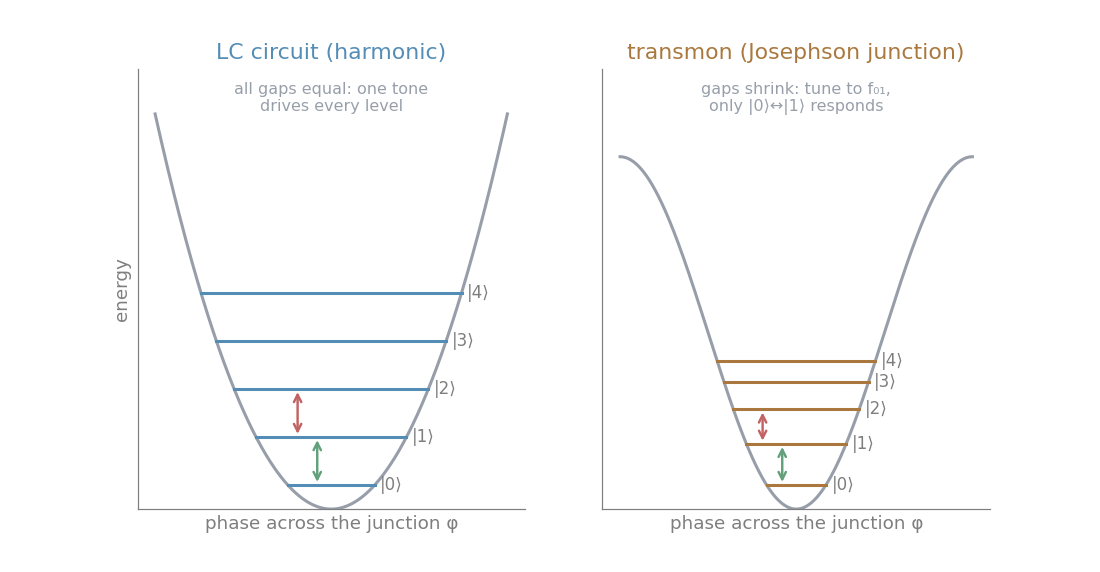 LC circuit (harmonic)
all gaps equal: one tone
drives every level
energy
|4⟩
|3⟩
|2⟩
|1⟩
|0⟩
phase across the junction φ
transmon (Josephson junction)
gaps shrink: tune to f₀₁,
only |0⟩↔|1⟩ responds
|4⟩
|3⟩
|2⟩
|1⟩
|0⟩
phase across the junction φ